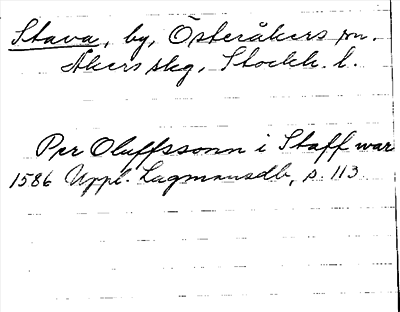 Stava, by, Österåkers sn.
Åkers skg, Stockh. l.
Per Oluffssonn i Staff war
1586 Uppl. Lagmansdb, s. 113